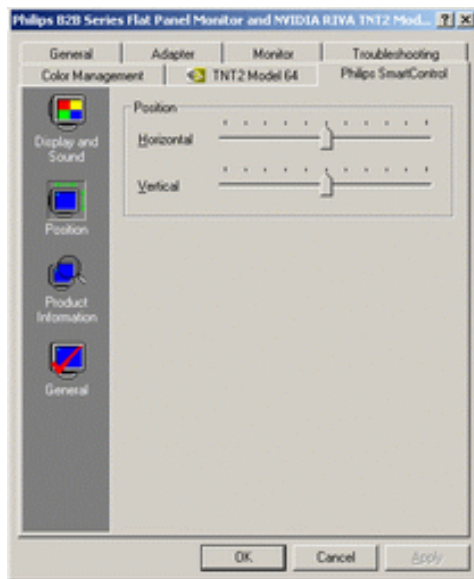 Philips B2B Series Flat Panel Monitor and NVIDIA RIVA TNT2 Mod...
General Adapter Monitor Troubleshooting
Color Management TNT2 Model 64 Philips SmartControl
Display and
Sound
Position
Product
Information
General
Position
Horizontal
Vertical
OK Cancel Apply